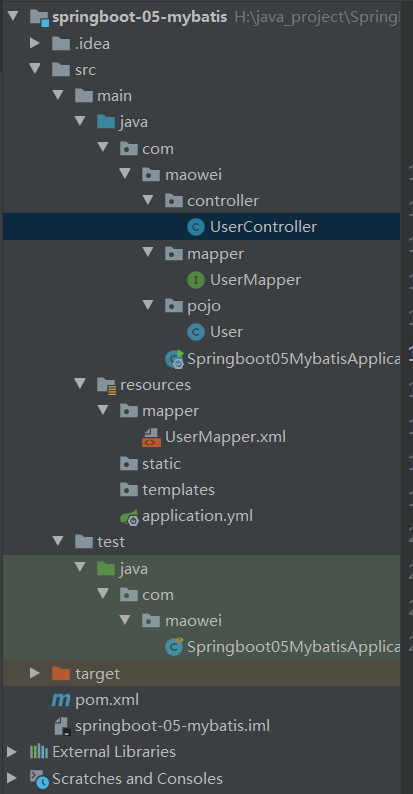 springboot-05-mybatis H:\java_project\Spring
.idea
src
main
java
com
maowei
controller
UserController
mapper
UserMapper
pojo
User
Springboot05MybatisApplica
resources
mapper
UserMapper.xml
static
templates
application.yml
test
java
com
maowei
Springboot05MybatisApplica
target
pom.xml
springboot-05-mybatis.iml
External Libraries
Scratches and Consoles